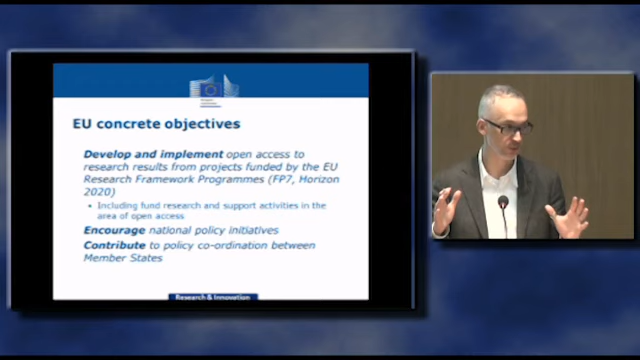 EU concrete objectives
Develop and implement open access to
research results from projects funded by the EU
Research Framework Programmes (FP7, Horizon
2020)
• Including fund research and support activities in the
area of open access
Encourage national policy initiatives
Contribute to policy co-ordination between
Member States
Research & Innovation